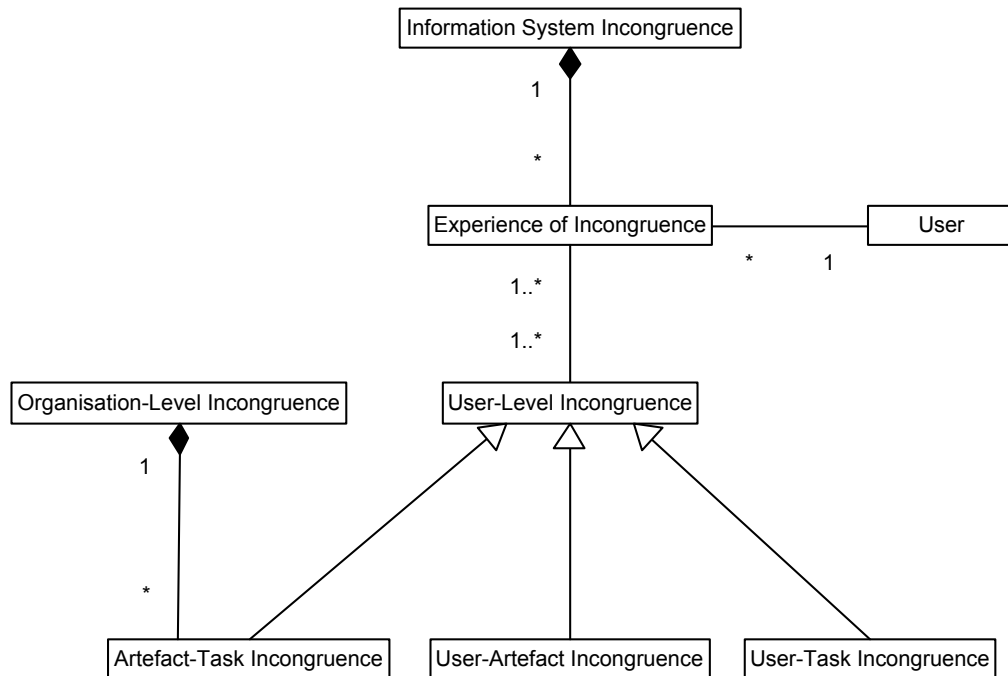 Information System Incongruence
1
*
Experience of Incongruence
User
*
1
1..*
1..*
Organisation-Level Incongruence
User-Level Incongruence
1
*
Artefact-Task Incongruence
User-Artefact Incongruence
User-Task Incongruence